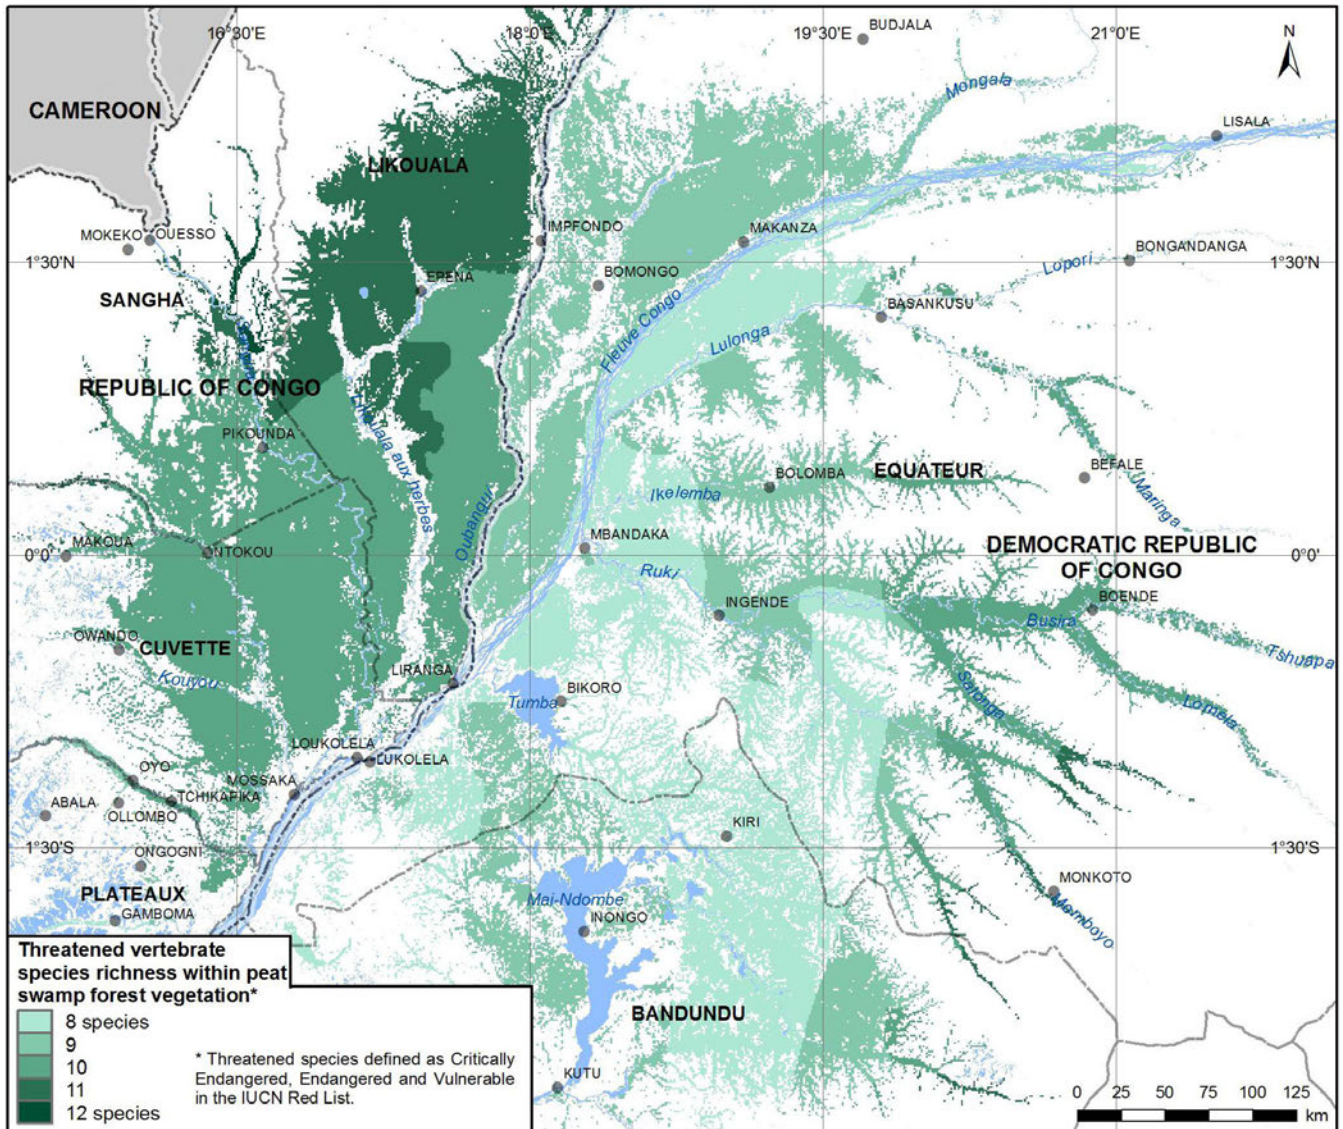 16°30'E
18°0'E
19°30'E
21°0'E
BUDJALA
N
Mongala
CAMEROON
LISALA
LIKOUALA
MOKEKO
OUESSO
IMPFONDO
MAKANZA
BONGANDANGA
1°30'N
1°30'N
Lopori
EPENA
BOMONGO
SANGHA
BASANKUSU
Fleuve Congo
Lulonga
REPUBLIC OF CONGO
Likouala aux herbes
PIKOUNDA
BOLOMBA
EQUATEUR
BEFALE
Ikelemba
Maringa
Oubangui
MAKOUA
NTOKOU
MBANDAKA
DEMOCRATIC REPUBLIC
OF CONGO
0°0'
0°0'
Ruki
BOENDE
INGENDE
Busira
OWANDO
CUVETTE
Tshuapa
Kouyou
LIRANGA
BIKORO
Tumba
Salonga
Lomela
LOUKOLELA
LUKOLELA
OYO
MOSSAKA
TCHIKAPIKA
ABALA
OLLOMBO
KIRI
1°30'S
1°30'S
ONGOGNI
PLATEAUX
MONKOTO
Mai-Ndombe
Momboyo
GAMBOMA
INONGO
BANDUNDU
KUTU
Threatened vertebrate
species richness within peat
swamp forest vegetation*
8 species
9
10
11
12 species
* Threatened species defined as Critically
Endangered, Endangered and Vulnerable
in the IUCN Red List.
0 25 50 75 100 125
km